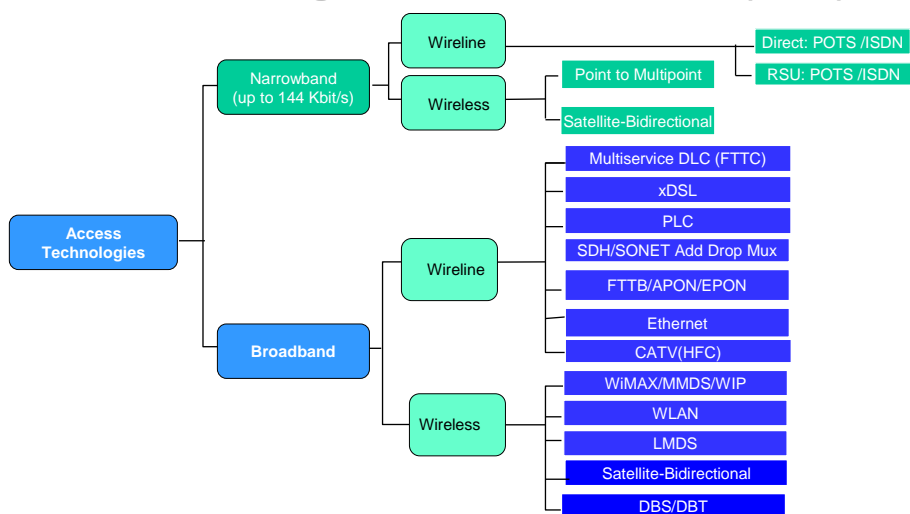 Wireline
Direct: POTS /ISDN
RSU: POTS /ISDN
Narrowband
(up to 144 Kbit/s)
Wireless
Point to Multipoint
Satellite-Bidirectional
Access
Technologies
Broadband
Wireline
Multiservice DLC (FTTC)
xDSL
PLC
SDH/SONET Add Drop Mux
FTTB/APON/EPON
Ethernet
CATV(HFC)
Wireless
WiMAX/MMDS/WIP
WLAN
LMDS
Satellite-Bidirectional
DBS/DBT